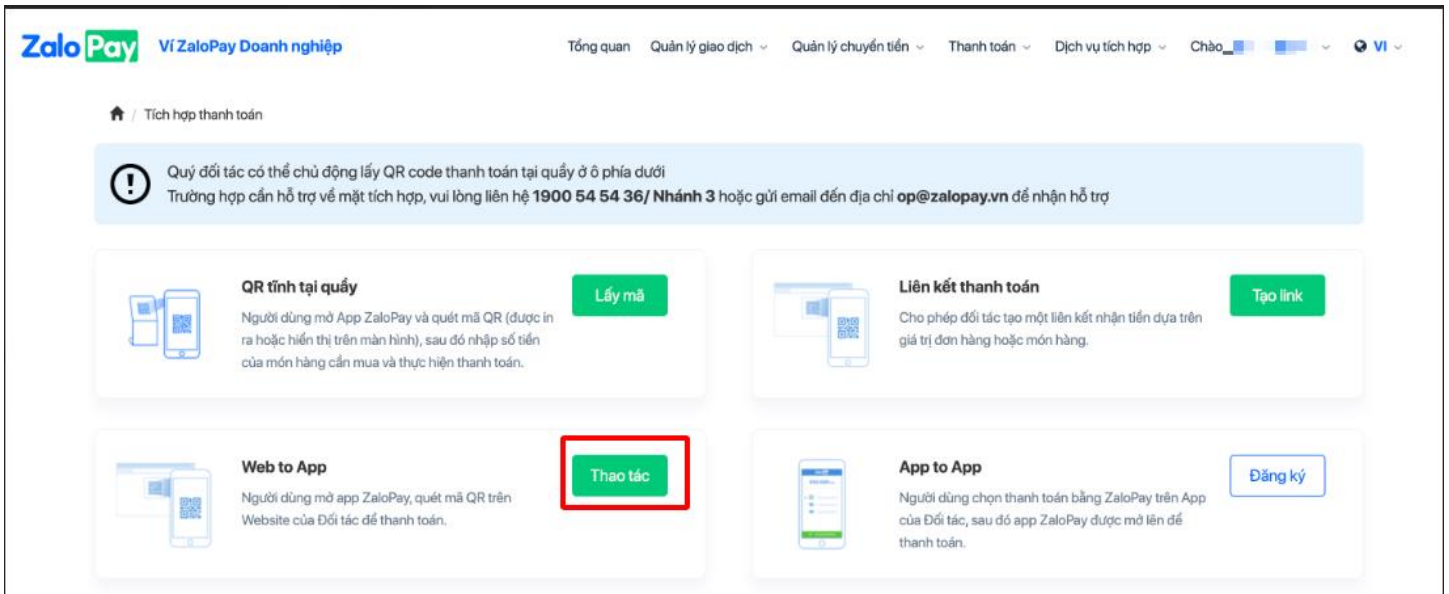 Zalo Pay Ví ZaloPay Doanh nghiệp Tổng quan Quản lý giao dịch Quản lý chuyển tiền Thanh toán Dịch vụ tích hợp Chào_ VI
/ Tích hợp thanh toán
Quý đối tác có thể chủ động lấy QR code thanh toán tại quầy ở ô phía dưới
Trường hợp cần hỗ trợ về mặt tích hợp, vui lòng liên hệ 1900 54 54 36/ Nhánh 3 hoặc gửi email đến địa chỉ op@zalopay.vn để nhận hỗ trợ
QR tĩnh tại quầy
Lấy mã
Người dùng mở App ZaloPay và quét mã QR (được in
ra hoặc hiển thị trên màn hình), sau đó nhập số tiền
của món hàng cần mua và thực hiện thanh toán.
Liên kết thanh toán
Tạo link
Cho phép đối tác tạo một liên kết nhận tiền dựa trên
giá trị đơn hàng hoặc món hàng.
Web to App
Thao tác
Người dùng mở app ZaloPay, quét mã QR trên
Website của Đối tác để thanh toán.
App to App
Đăng ký
Người dùng chọn thanh toán bằng ZaloPay trên App
của Đối tác, sau đó app ZaloPay được mở lên để
thanh toán.